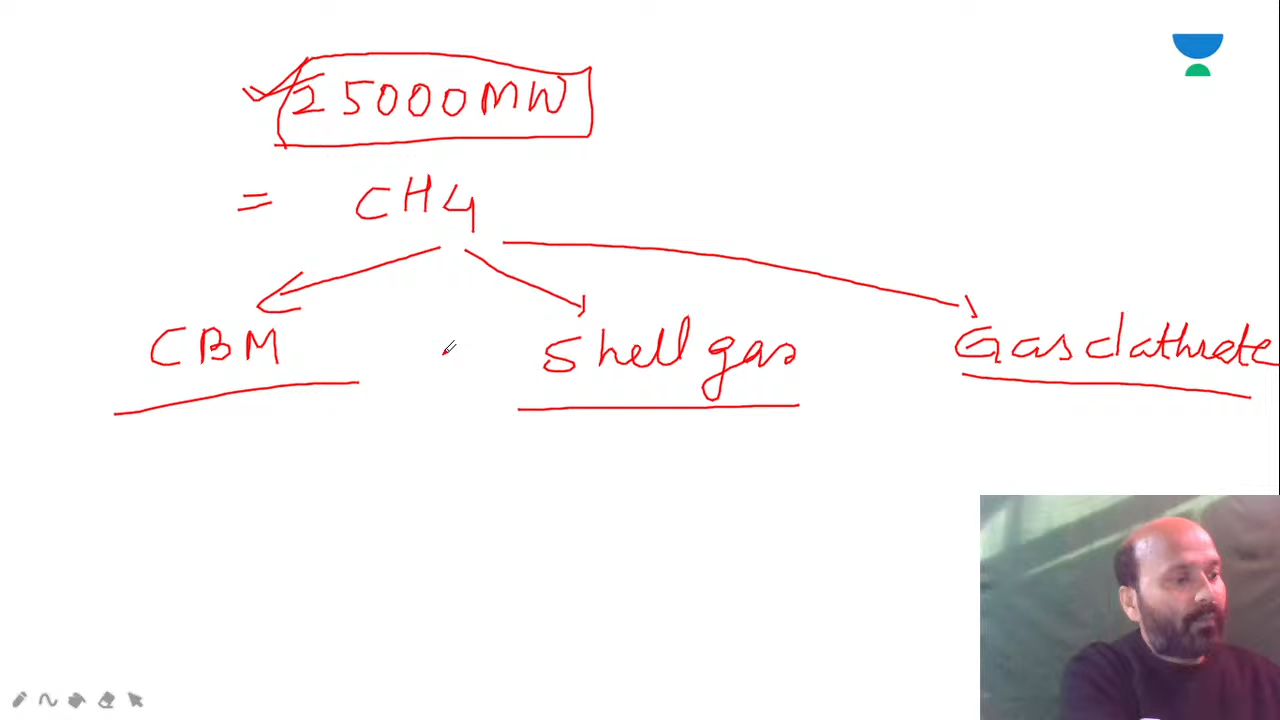 25000MW
= CH4
CBM Shell gas Gas clathrate